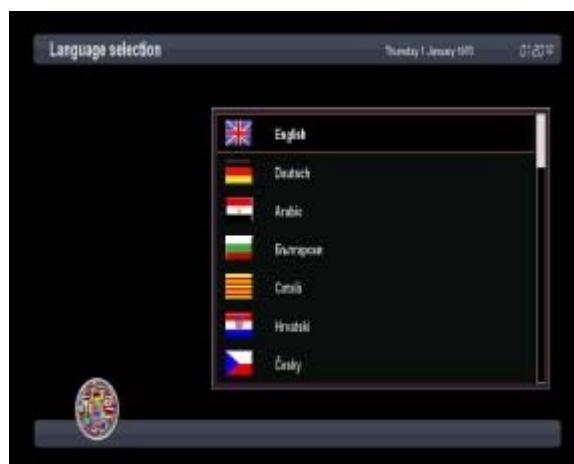 Language selection
Thursday 1 January 1970
English
Deutsch
Arabic
Български
Català
Hrvatski
Česky